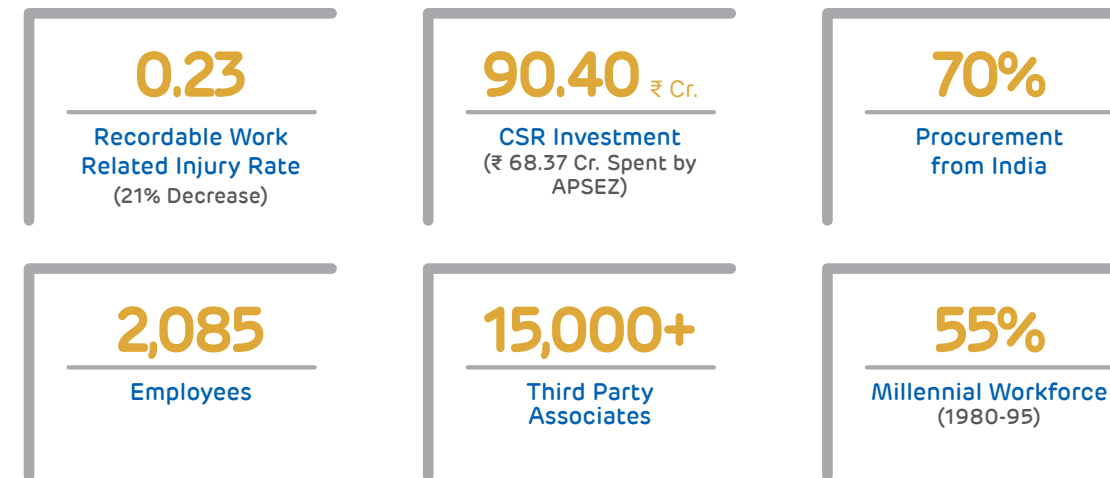 0.23
Recordable Work
Related Injury Rate
(21% Decrease)
90.40 ₹ Cr.
CSR Investment
(₹ 68.37 Cr. Spent by
APSEZ)
70%
Procurement
from India
2,085
Employees
15,000+
Third Party
Associates
55%
Millennial Workforce
(1980-95)